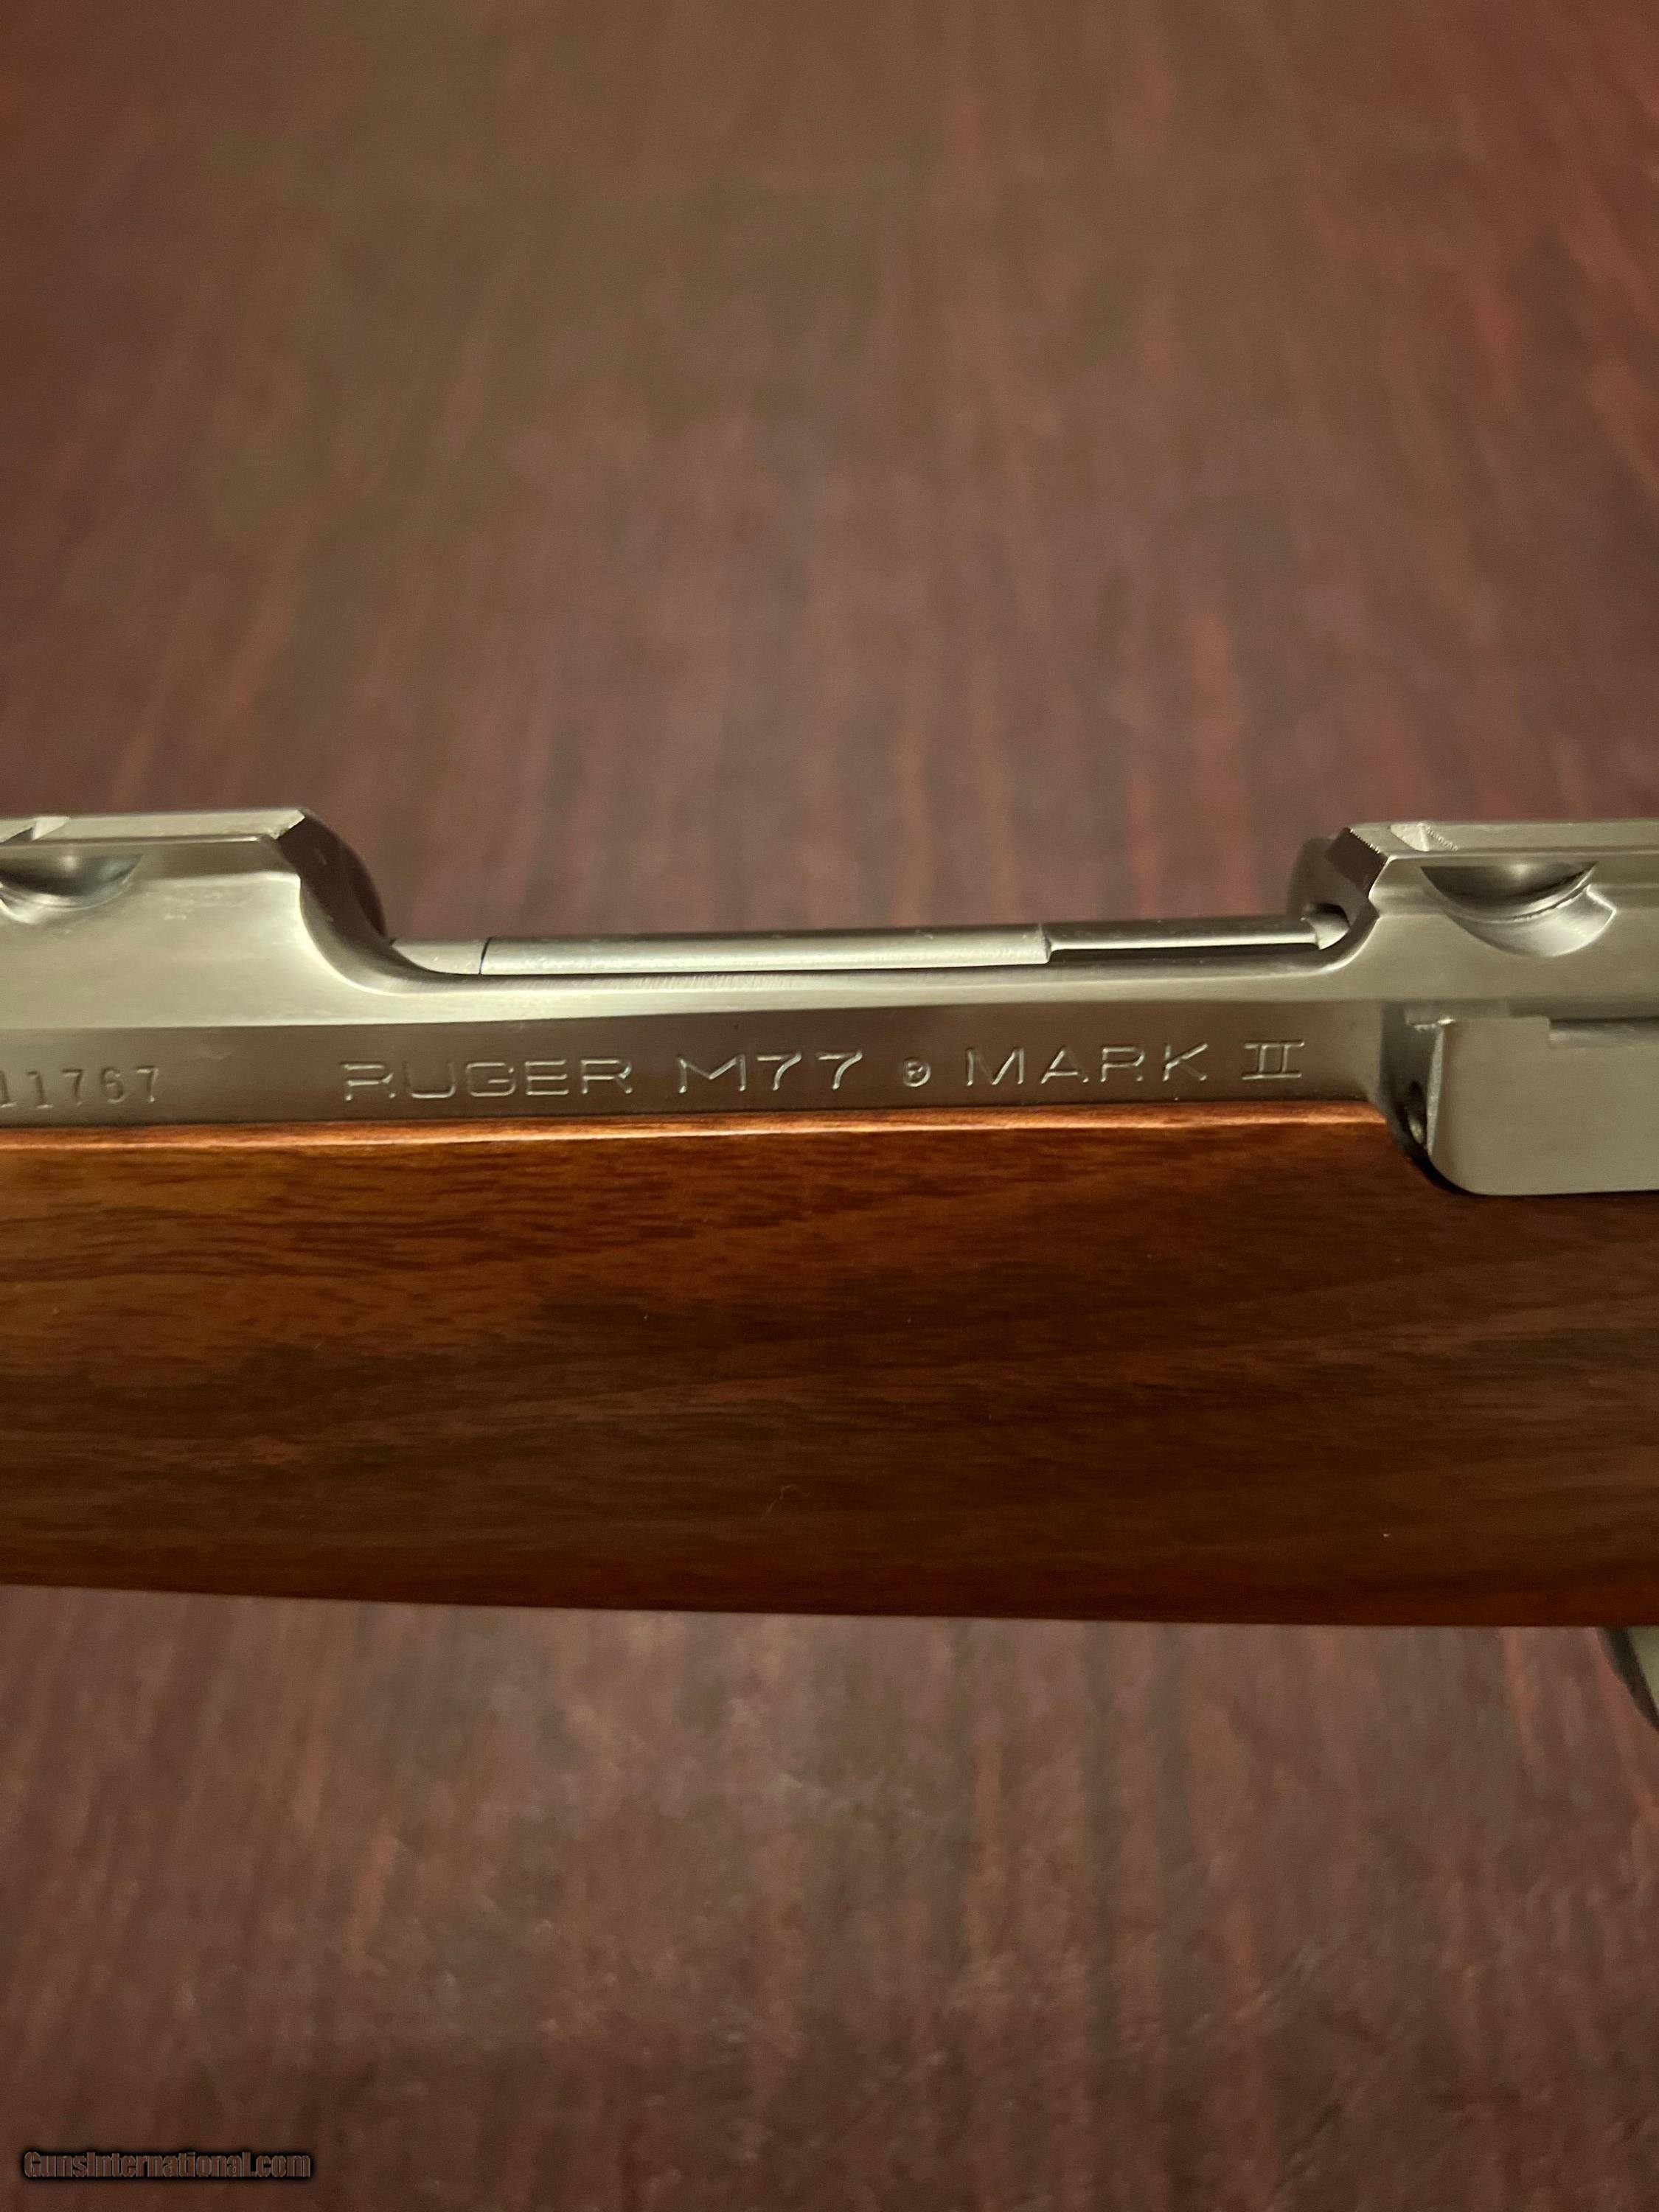 11767 RUGER M77 ® MARK II
GunsInternational.com